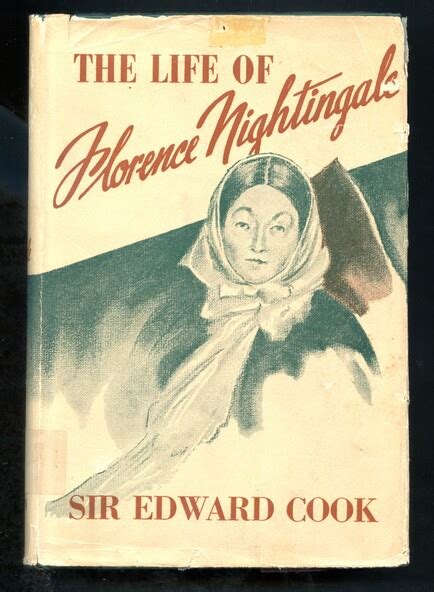 THE LIFE OF
Florence Nightingale
SIR EDWARD COOK